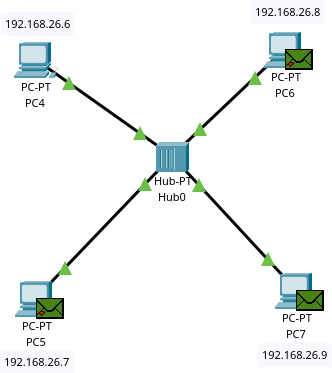 192.168.26.6
PC-PT
PC4
192.168.26.8
PC-PT
PC6
Hub-PT
Hub0
PC-PT
PC5
192.168.26.7
PC-PT
PC7
192.168.26.9